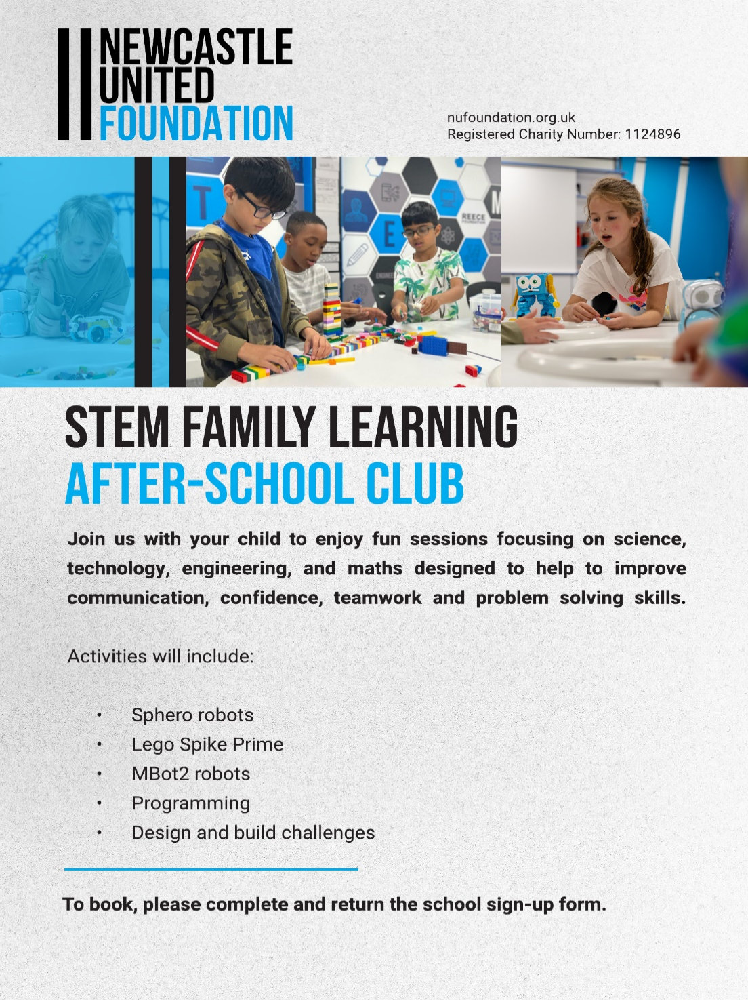 NEWCASTLE
UNITED
FOUNDATION
nufoundation.org.uk
Registered Charity Number: 1124896
T
E
M
REECE
FOUNDATION
STEM FAMILY LEARNING
AFTER-SCHOOL CLUB
Join us with your child to enjoy fun sessions focusing on science,
technology, engineering, and maths designed to help to improve
communication, confidence, teamwork and problem solving skills.
Activities will include:
• Sphero robots
• Lego Spike Prime
• MBot2 robots
• Programming
• Design and build challenges
To book, please complete and return the school sign-up form.